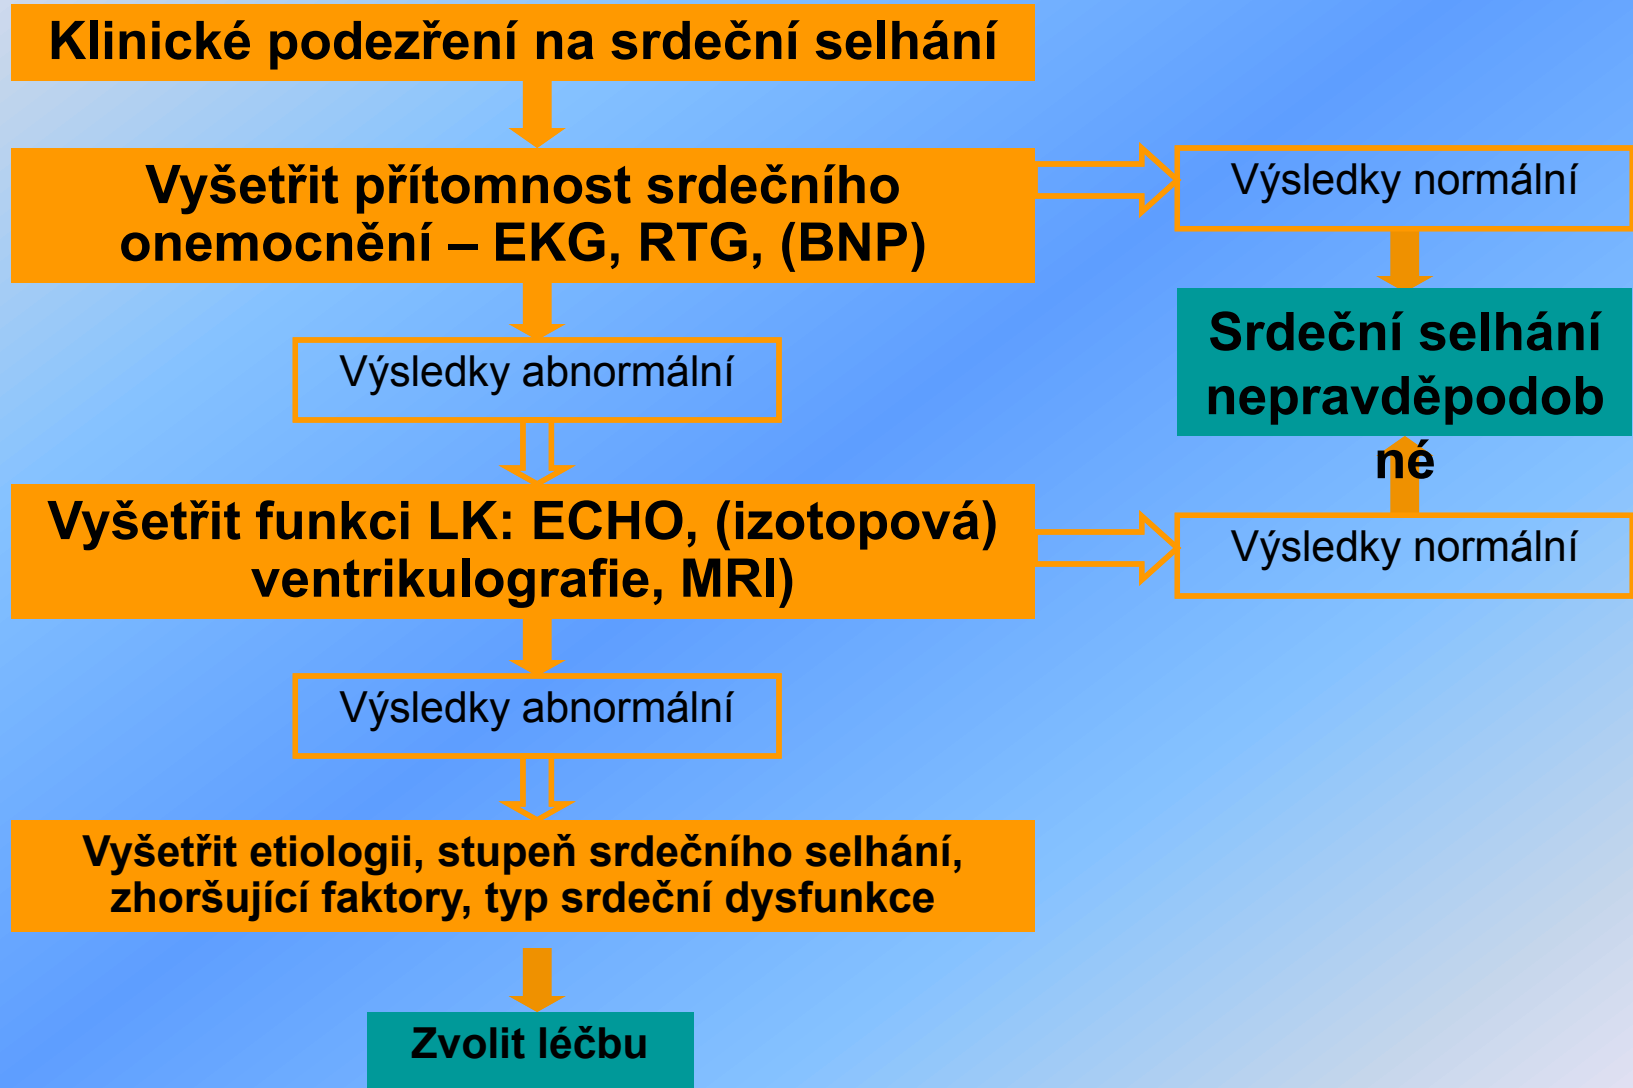 Klinické podezření na srdeční selhání
Vyšetřit přítomnost srdečního
onemocnění – EKG, RTG, (BNP)
Výsledky normální
Srdeční selhání
nepravděpodob
né
Výsledky abnormální
Vyšetřit funkci LK: ECHO, (izotopová)
ventrikulografie, MRI)
Výsledky normální
Výsledky abnormální
Vyšetřit etiologii, stupeň srdečního selhání,
zhoršující faktory, typ srdeční dysfunkce
Zvolit léčbu